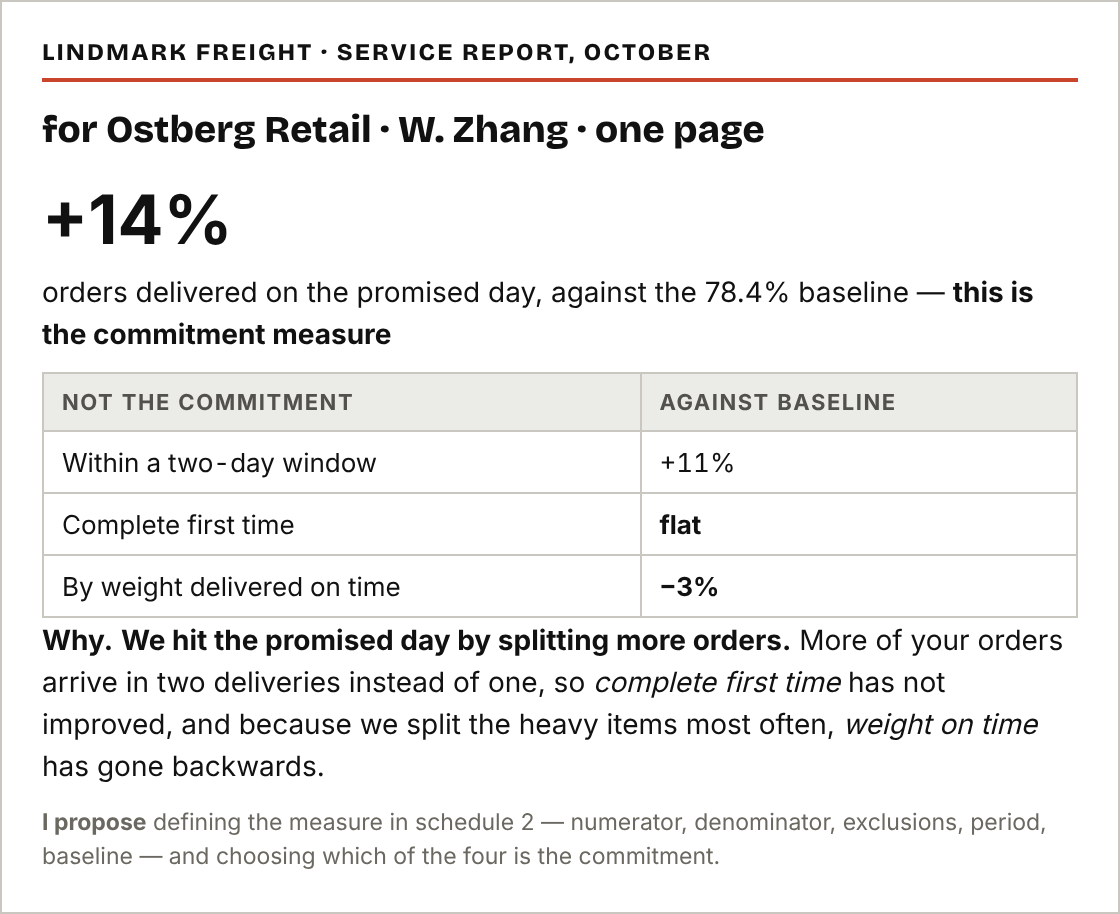 LINDMARK FREIGHT · SERVICE REPORT, OCTOBER
for Ostberg Retail · W. Zhang · one page
+14%
orders delivered on the promised day, against the 78.4% baseline — this is
the commitment measure
NOT THE COMMITMENT AGAINST BASELINE
Within a two-day window +11%
Complete first time flat
By weight delivered on time −3%
Why. We hit the promised day by splitting more orders. More of your orders
arrive in two deliveries instead of one, so complete first time has not
improved, and because we split the heavy items most often, weight on time
has gone backwards.
I propose defining the measure in schedule 2 — numerator, denominator, exclusions, period,
baseline — and choosing which of the four is the commitment.